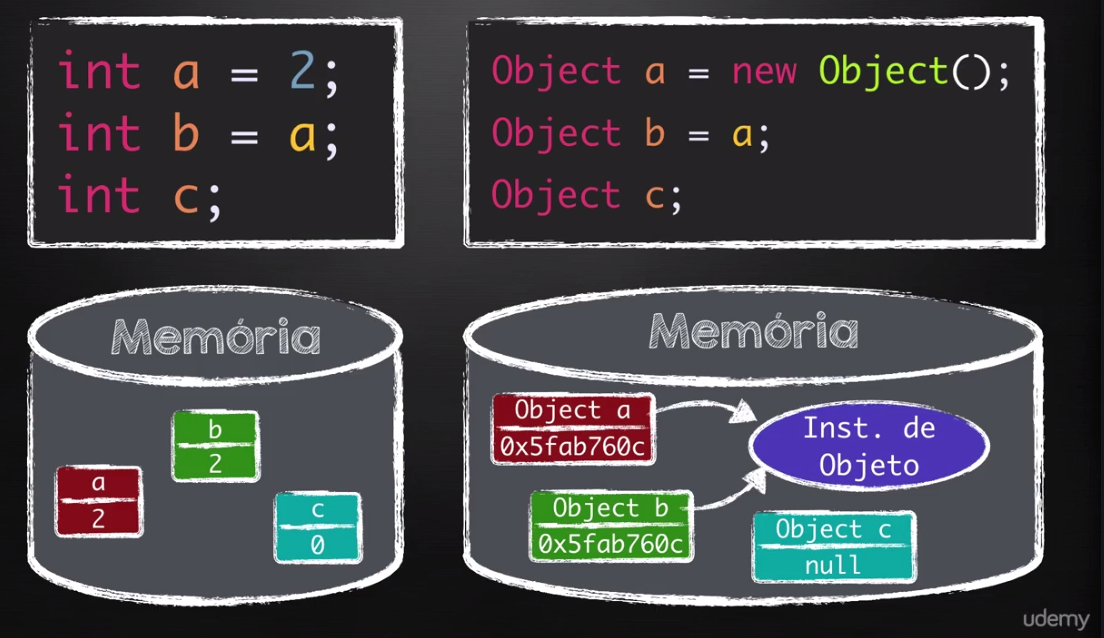 int a = 2;
int b = a;
int c;
Object a = new Object();
Object b = a;
Object c;
Memória
b
2
a
2
c
0
Memória
Object a
0x5fab760c
Inst. de
Objeto
Object b
0x5fab760c
Object c
null
udemy